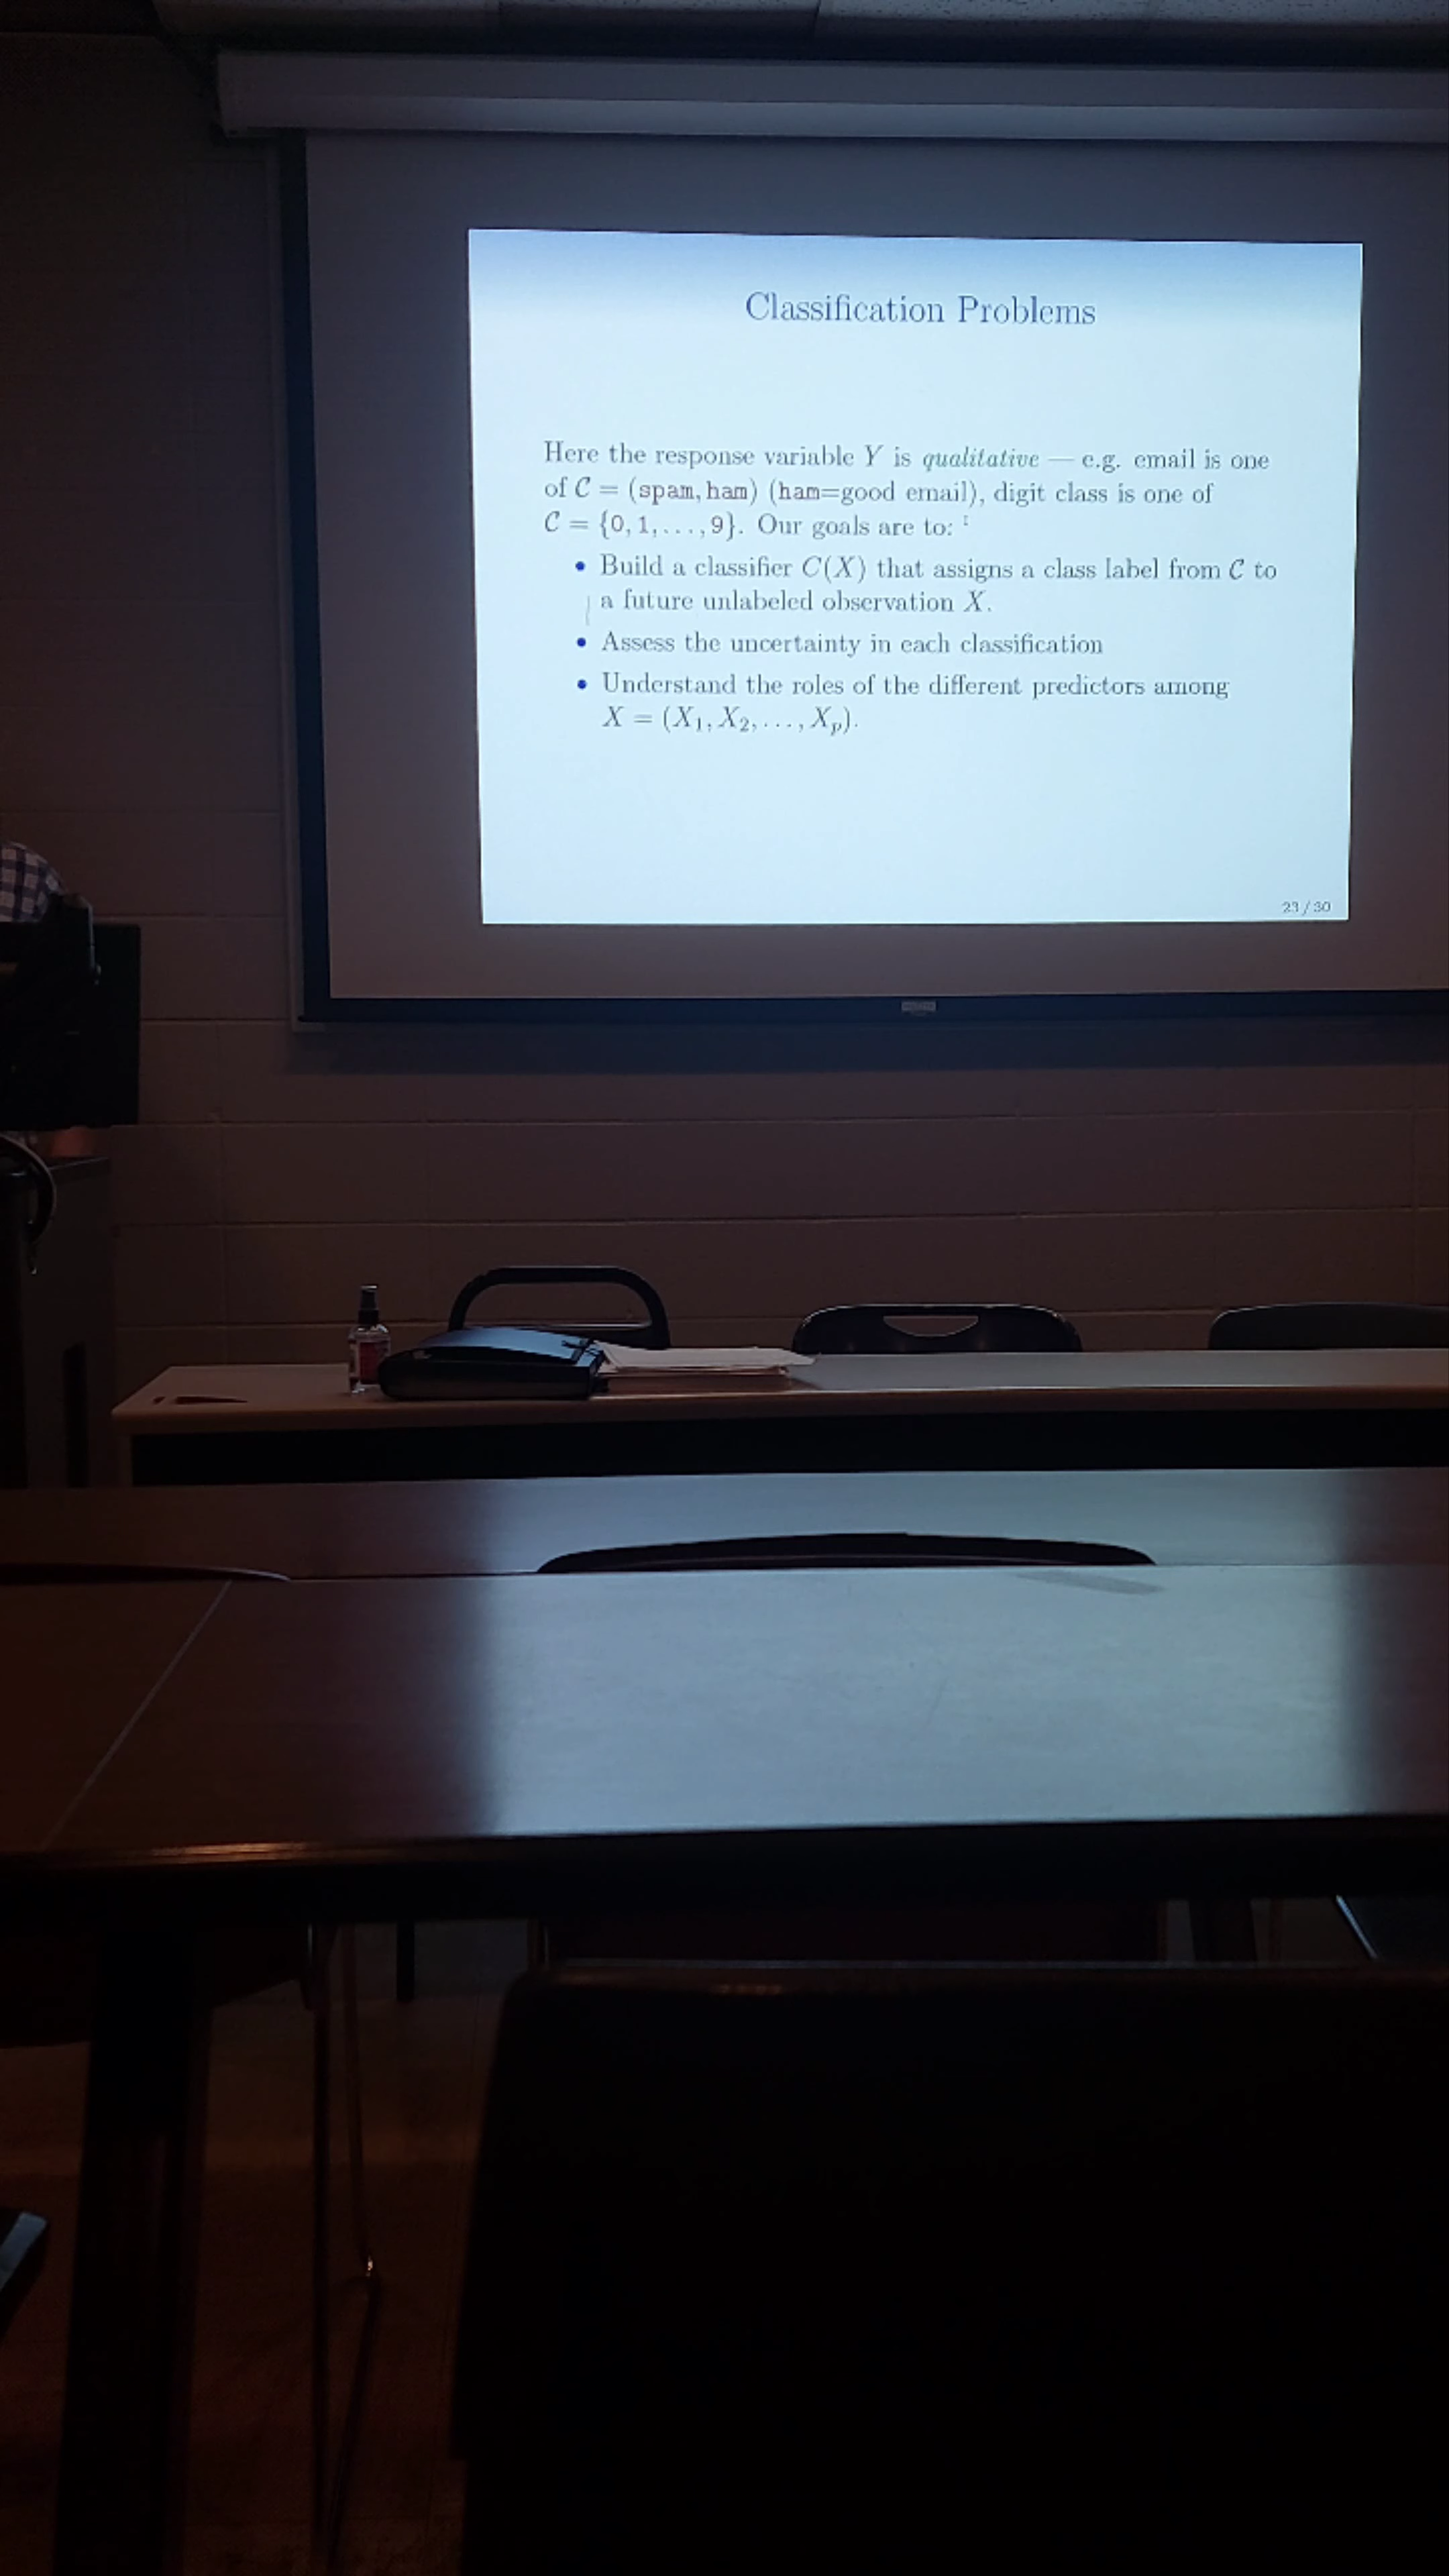 Classification Problems
Here the response variable Y is qualitative — e.g. email is one
of 𝒞 = (spam, ham) (ham=good email), digit class is one of
𝒞 = {0, 1, . . . , 9}. Our goals are to:
• Build a classifier C(X) that assigns a class label from 𝒞 to
a future unlabeled observation X.
• Assess the uncertainty in each classification
• Understand the roles of the different predictors among
X = (X₁, X₂, . . . , Xₚ).
23 / 30